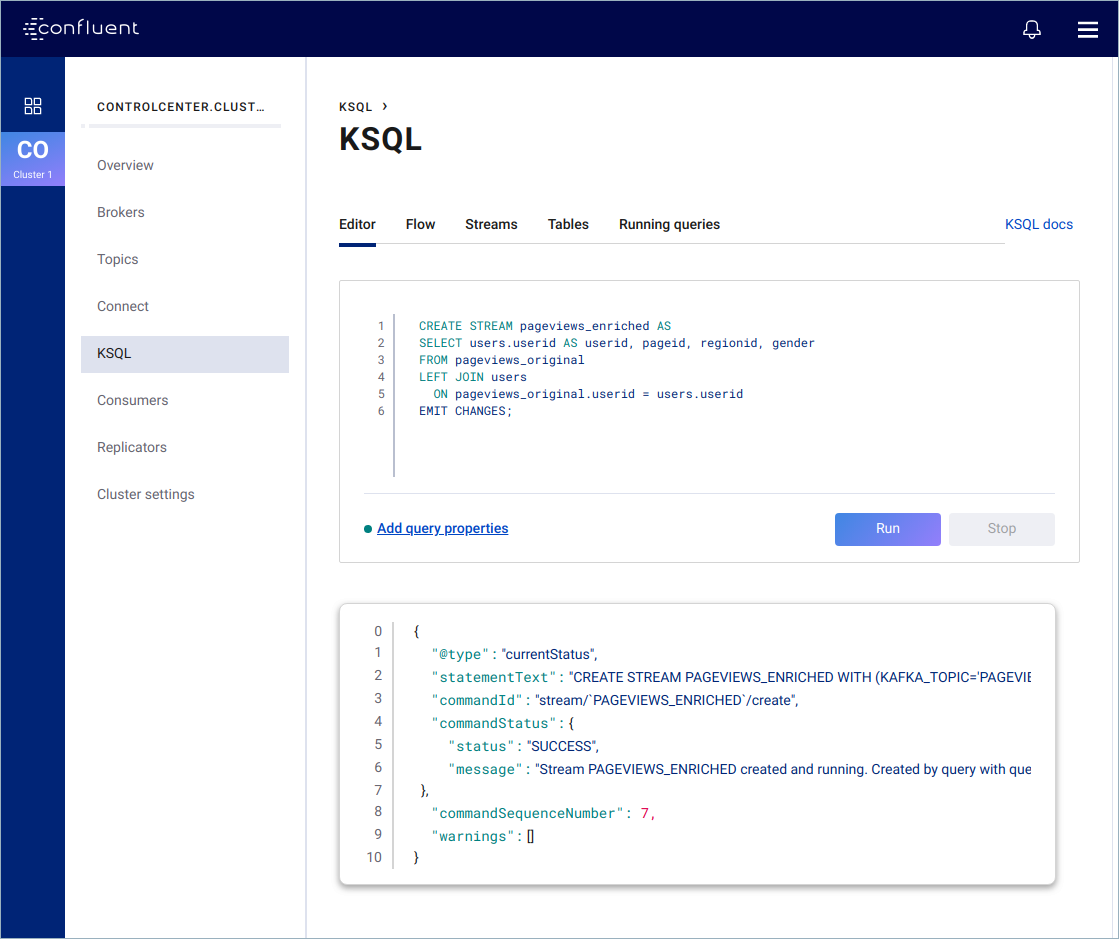 confluent
CO
Cluster 1
CONTROLCENTER.CLUST...
Overview
Brokers
Topics
Connect
KSQL
Consumers
Replicators
Cluster settings
KSQL >
KSQL
Editor Flow Streams Tables Running queries KSQL docs
1 CREATE STREAM pageviews_enriched AS
2 SELECT users.userid AS userid, pageid, regionid, gender
3 FROM pageviews_original
4 LEFT JOIN users
5 ON pageviews_original.userid = users.userid
6 EMIT CHANGES;
Add query properties Run Stop
0 {
1 "@type": "currentStatus",
2 "statementText": "CREATE STREAM PAGEVIEWS_ENRICHED WITH (KAFKA_TOPIC='PAGEVIE
3 "commandId": "stream/`PAGEVIEWS_ENRICHED`/create",
4 "commandStatus": {
5 "status": "SUCCESS",
6 "message": "Stream PAGEVIEWS_ENRICHED created and running. Created by query with que
7 },
8 "commandSequenceNumber": 7,
9 "warnings": []
10 }